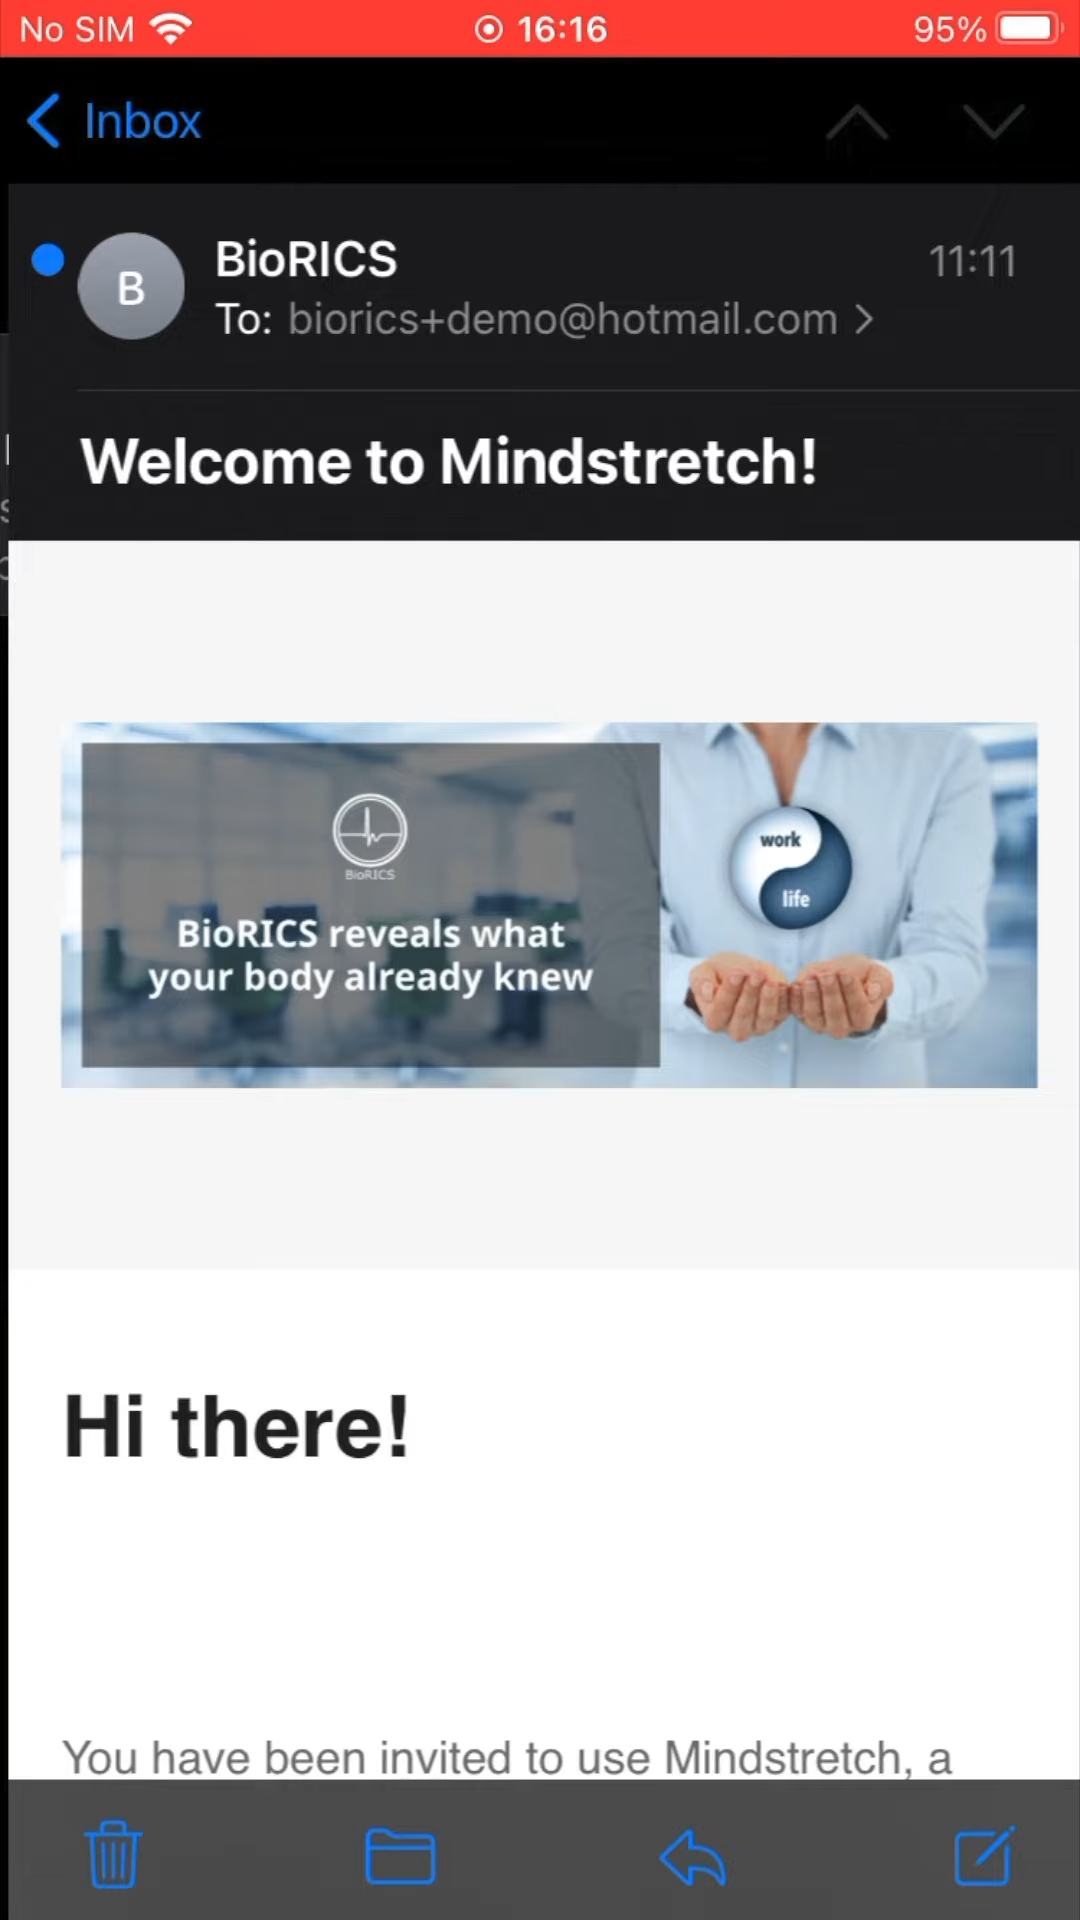 No SIM 16:16 95%
Inbox
B BioRICS 11:11
To: biorics+demo@hotmail.com
Welcome to Mindstretch!
BioRICS
BioRICS reveals what
your body already knew
work
life
Hi there!
You have been invited to use Mindstretch, a